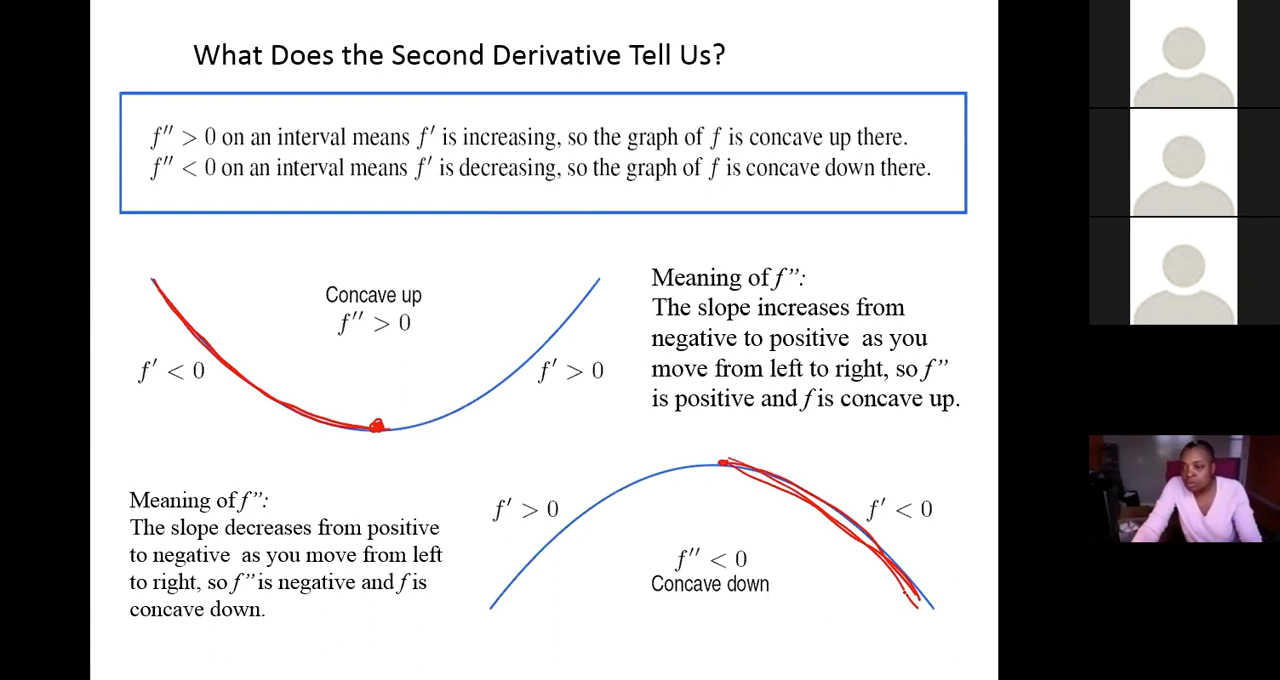 What Does the Second Derivative Tell Us?
f″ > 0 on an interval means f′ is increasing, so the graph of f is concave up there.
f″ < 0 on an interval means f′ is decreasing, so the graph of f is concave down there.
Concave up
f″ > 0
f′ < 0
f′ > 0
Meaning of f”:
The slope increases from
negative to positive as you
move from left to right, so f”
is positive and f is concave up.
Meaning of f”:
The slope decreases from positive
to negative as you move from left
to right, so f” is negative and f is
concave down.
f′ > 0
f′ < 0
f″ < 0
Concave down